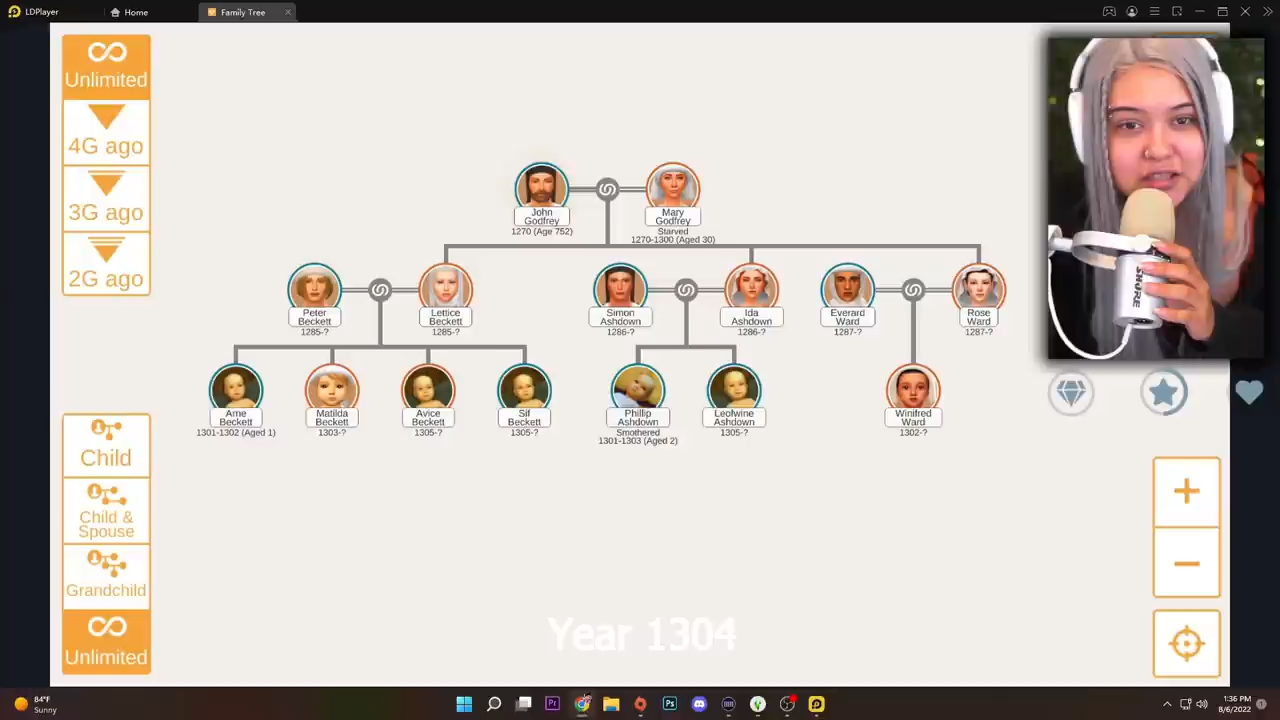 LDPlayer
Home
Family Tree
Unlimited
4G ago
3G ago
2G ago
John
Godfrey
1270 (Age 752)
Mary
Godfrey
Starved
1270-1300 (Aged 30)
Peter
Beckett
1285-?
Lettice
Beckett
1285-?
Simon
Ashdown
1286-?
Ida
Ashdown
1286-?
Everard
Ward
1287-?
Rose
Ward
1287-?
Ame
Beckett
1301-1302 (Aged 1)
Matilda
Beckett
1303-?
Avice
Beckett
1305-?
Sif
Beckett
1305-?
Phillip
Ashdown
Smothered
1301-1303 (Aged 2)
Leofwine
Ashdown
1305-?
Winifred
Ward
1302-?
SHURE
Child
Child &
Spouse
Grandchild
Unlimited
Year 1304
84°F
Sunny
Pr
Ps
1:36 PM
8/6/2022